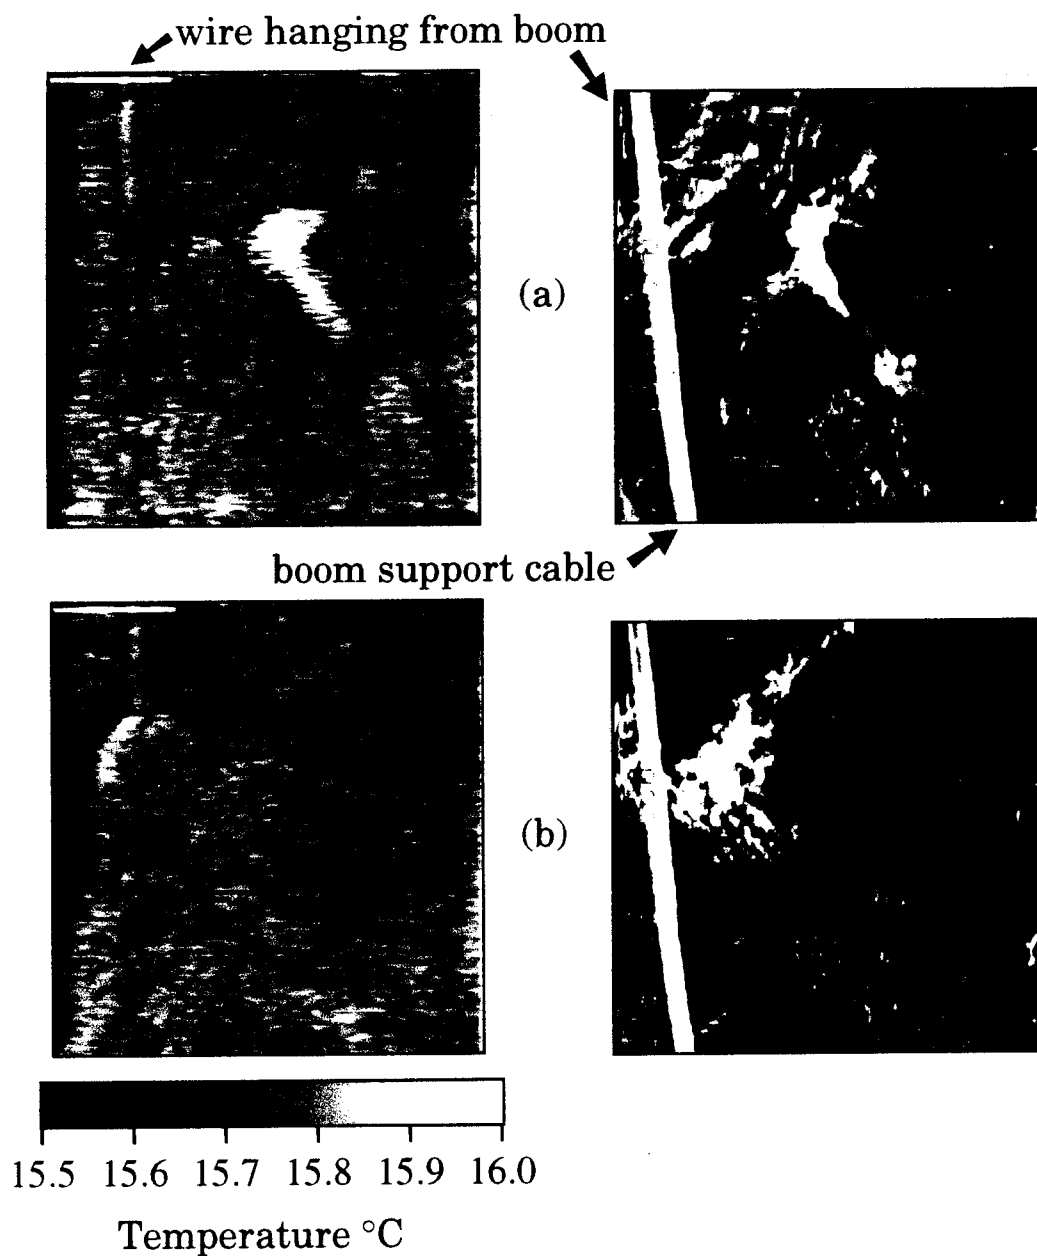 wire hanging from boom
(a)
boom support cable
(b)
15.5 15.6 15.7 15.8 15.9 16.0
Temperature °C